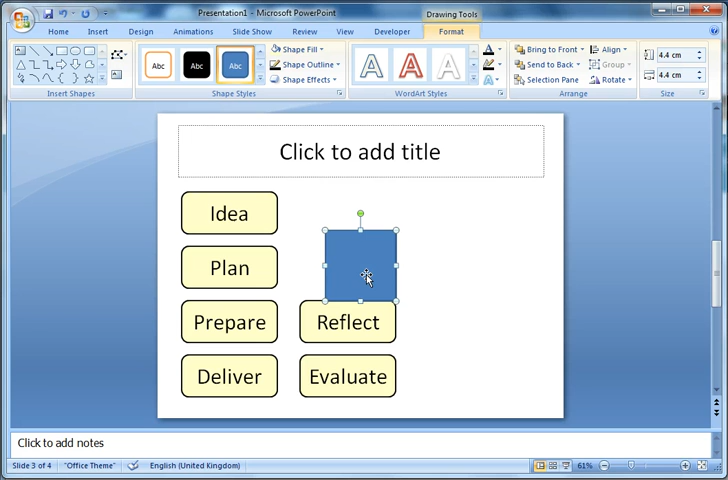 Presentation1 - Microsoft PowerPoint
Drawing Tools
Home Insert Design Animations Slide Show Review View Developer Format
Abc Abc Abc
Shape Fill
Shape Outline
Shape Effects
A A A
A
A
A
Bring to Front
Send to Back
Selection Pane
Align
Group
Rotate
4.4 cm
4.4 cm
Insert Shapes Shape Styles WordArt Styles Arrange Size
Click to add title
Idea
Plan
Prepare Reflect
Deliver Evaluate
Click to add notes
Slide 3 of 4 "Office Theme" English (United Kingdom) 61%